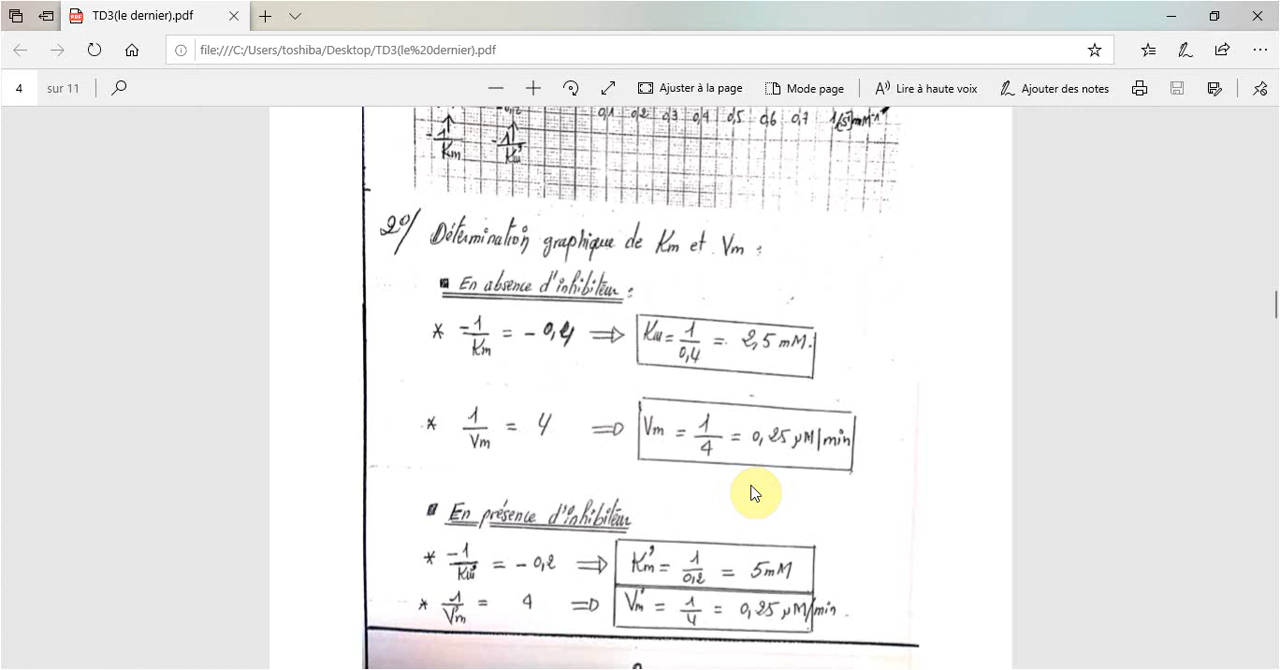 TD3(le dernier).pdf
file:///C:/Users/toshiba/Desktop/TD3(le%20dernier).pdf
4 sur 11 Ajuster à la page Mode page Lire à haute voix Ajouter des notes
0,1 0,2 0,3 0,4 0,5 0,6 0,7 1/[S] mM⁻¹
-1/Km -1/K'm
2°/ Détermination graphique de Km et Vm :
En absence d'inhibiteur :
* -1/Km = - 0,4 ⟹ Km = 1/0,4 = 2,5 mM.
* 1/Vm = 4 ⟹ Vm = 1/4 = 0,25 µM/min
En présence d'inhibiteur
* -1/K'm = - 0,2 ⟹ K'm = 1/0,2 = 5mM
* 1/V'm = 4 ⟹ V'm = 1/4 = 0,25 µM/min.